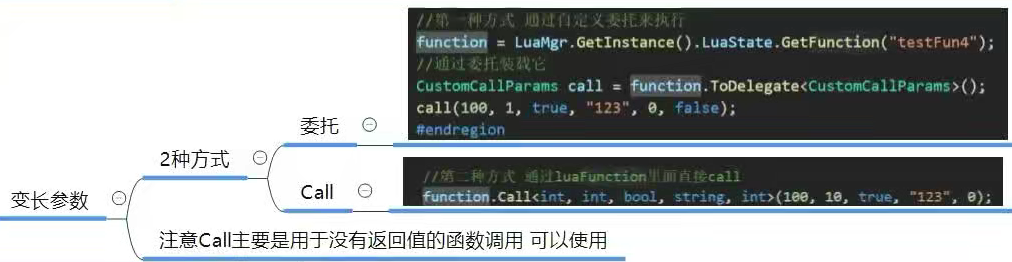 //第一种方式 通过自定义委托来执行
function = LuaMgr.GetInstance().LuaState.GetFunction("testFun4");
//通过委托装载它
CustomCallParams call = function.ToDelegate<CustomCallParams>();
call(100, 1, true, "123", 0, false);
#endregion
委托
2种方式
//第二种方式 通过luaFunction里面直接call
function.Call<int, int, bool, string, int>(100, 10, true, "123", 0);
Call
变长参数
注意Call主要是用于没有返回值的函数调用 可以使用